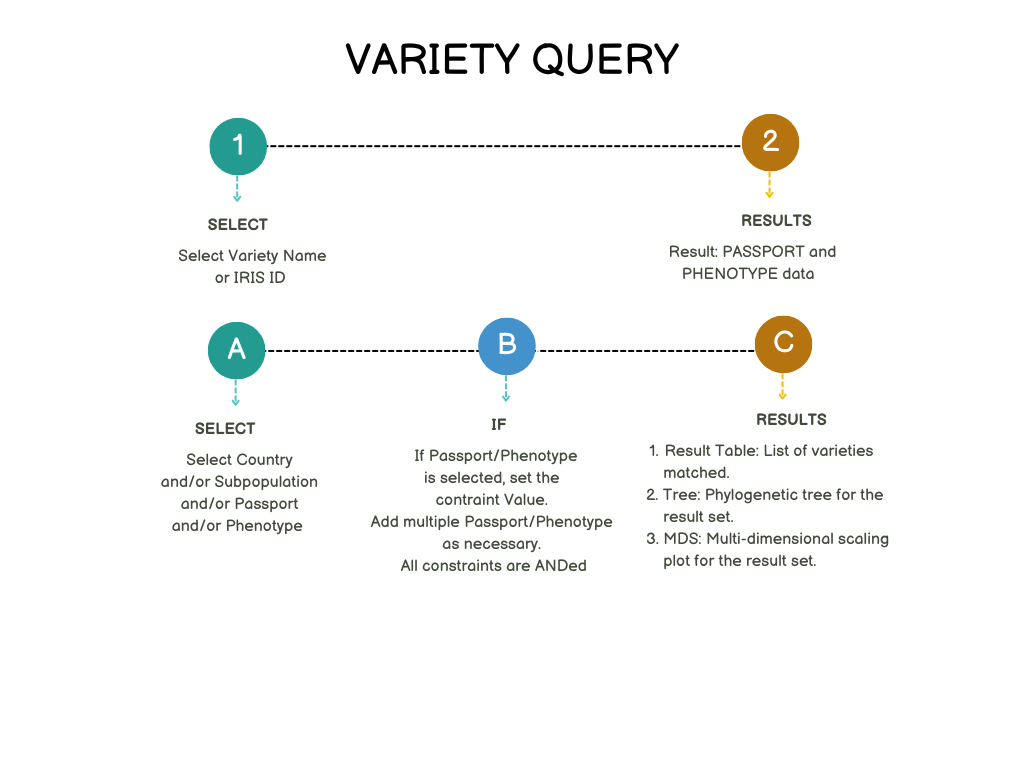 VARIETY QUERY
1
2
SELECT
RESULTS
Select Variety Name
or IRIS ID
Result: PASSPORT and
PHENOTYPE data
A
B
C
SELECT
Select Country
and/or Subpopulation
and/or Passport
and/or Phenotype
IF
If Passport/Phenotype
is selected, set the
contraint Value.
Add multiple Passport/Phenotype
as necessary.
All constraints are ANDed
RESULTS
1. Result Table: List of varieties
matched.
2. Tree: Phylogenetic tree for the
result set.
3. MDS: Multi-dimensional scaling
plot for the result set.